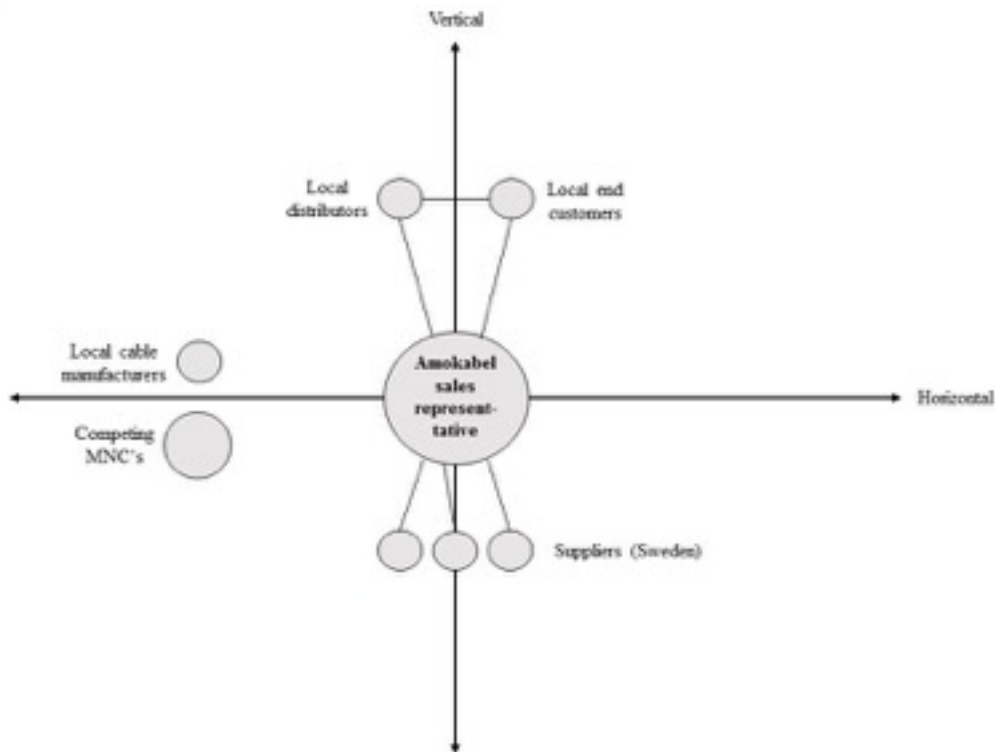 Vertical
Local
distributors
Local end
customers
Local cable
manufacturers
Amokabel
sales
represent-
tative
Horizontal
Competing
MNC's
Suppliers (Sweden)